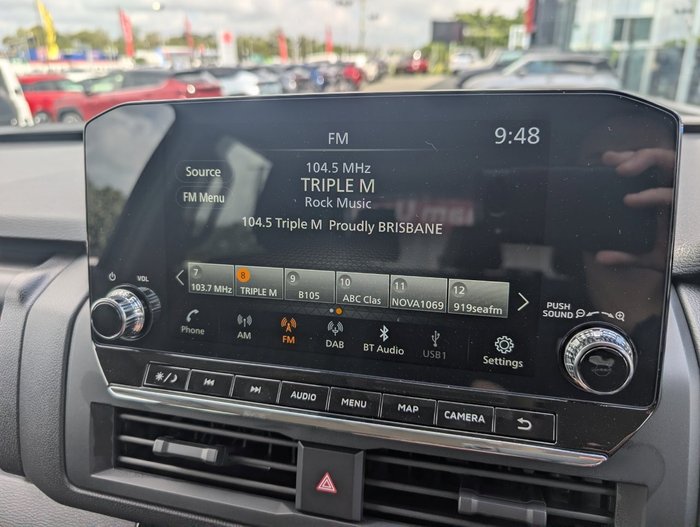 FM
9:48
Source
FM Menu
104.5 MHz
TRIPLE M
Rock Music
104.5 Triple M Proudly BRISBANE
7
103.7 MHz
8
TRIPLE M
9
B105
10
ABC Clas
11
NOVA1069
12
919seafm
VOL
PUSH
SOUND
Phone
AM
FM
DAB
BT Audio
USB1
Settings
AUDIO
MENU
MAP
CAMERA